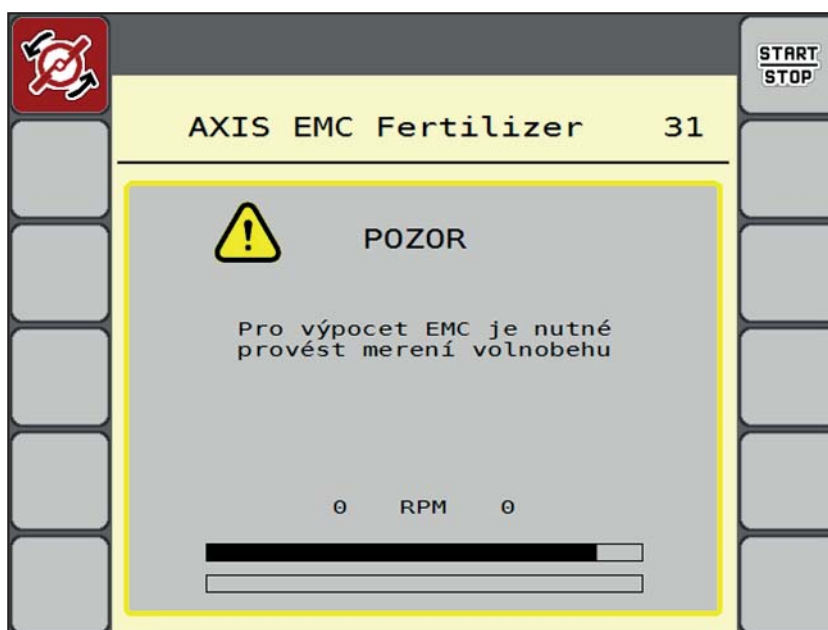 START
STOP
AXIS EMC Fertilizer 31
POZOR
Pro výpocet EMC je nutné
provést merení volnobehu
0 RPM 0